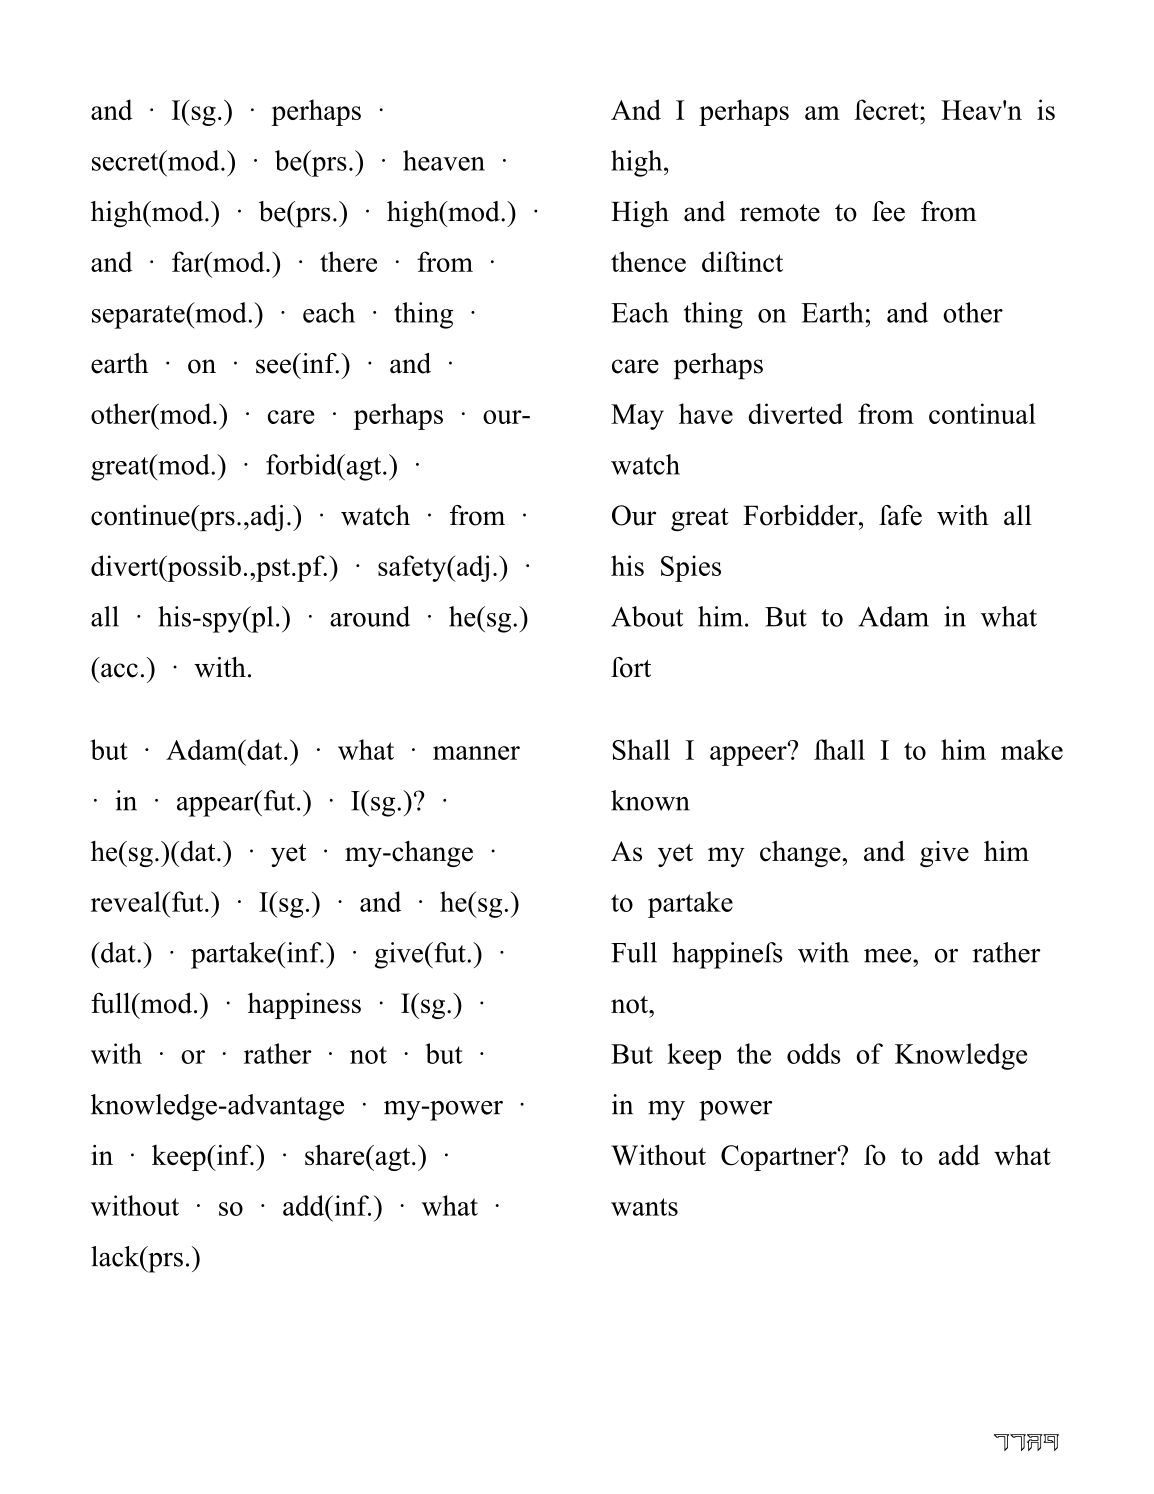 and · I(sg.) · perhaps ·
secret(mod.) · be(prs.) · heaven ·
high(mod.) · be(prs.) · high(mod.) ·
and · far(mod.) · there · from ·
separate(mod.) · each · thing ·
earth · on · see(inf.) · and ·
other(mod.) · care · perhaps · our-
great(mod.) · forbid(agt.) ·
continue(prs.,adj.) · watch · from ·
divert(possib.,pst.pf.) · safety(adj.) ·
all · his-spy(pl.) · around · he(sg.)
(acc.) · with.
but · Adam(dat.) · what · manner
· in · appear(fut.) · I(sg.)? ·
he(sg.)(dat.) · yet · my-change ·
reveal(fut.) · I(sg.) · and · he(sg.)
(dat.) · partake(inf.) · give(fut.) ·
full(mod.) · happiness · I(sg.) ·
with · or · rather · not · but ·
knowledge-advantage · my-power ·
in · keep(inf.) · share(agt.) ·
without · so · add(inf.) · what ·
lack(prs.)
And I perhaps am ſecret; Heav'n is
high,
High and remote to ſee from
thence diſtinct
Each thing on Earth; and other
care perhaps
May have diverted from continual
watch
Our great Forbidder, ſafe with all
his Spies
About him. But to Adam in what
ſort
Shall I appeer? ſhall I to him make
known
As yet my change, and give him
to partake
Full happineſs with mee, or rather
not,
But keep the odds of Knowledge
in my power
Without Copartner? ſo to add what
wants